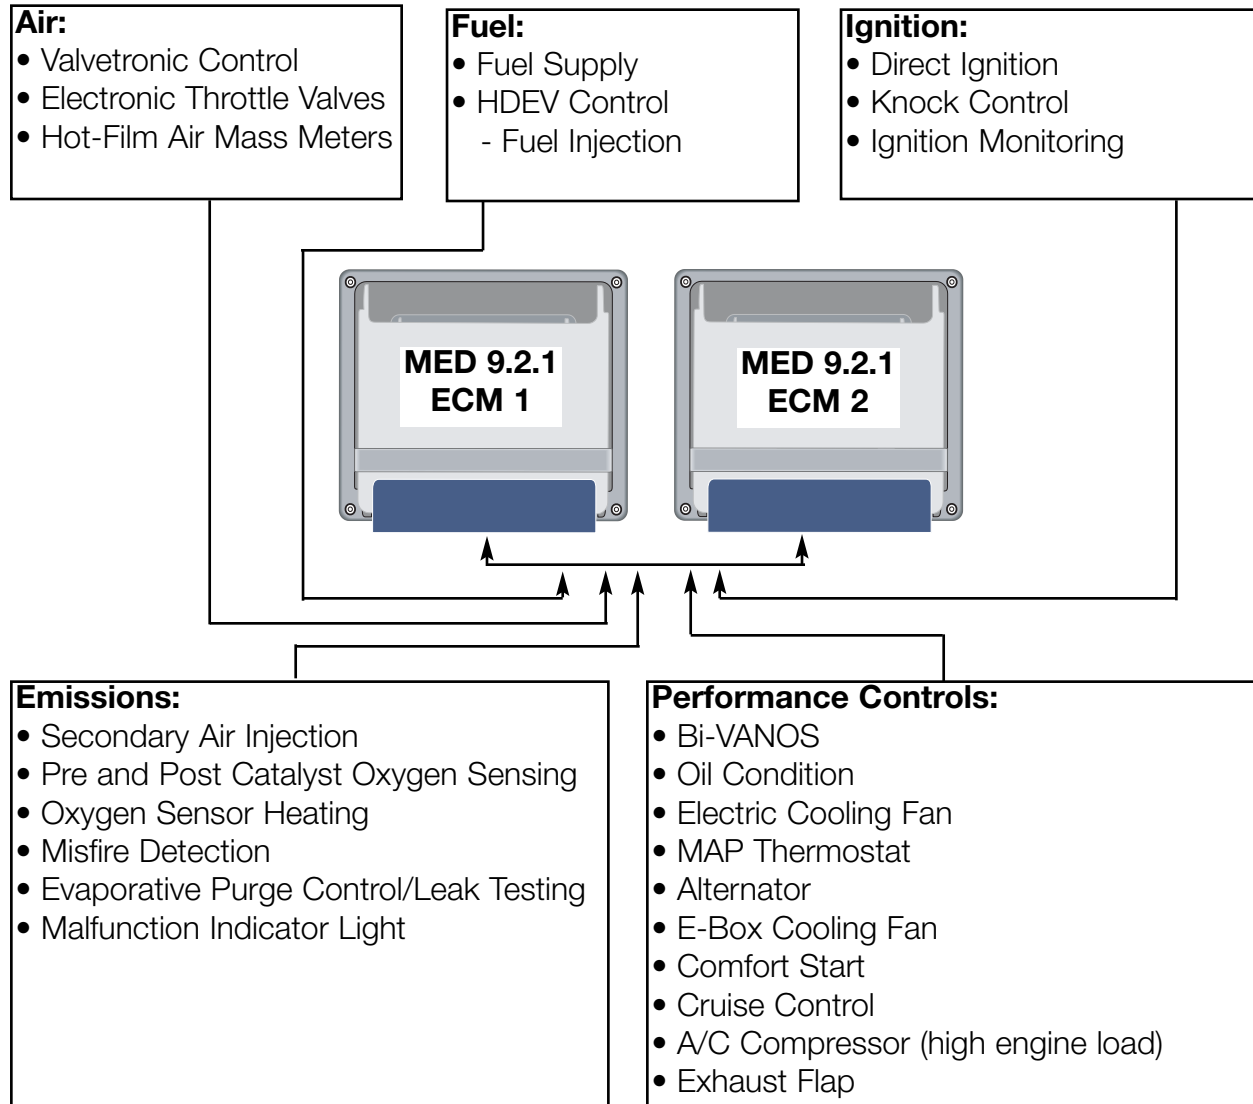 Air:
• Valvetronic Control
• Electronic Throttle Valves
• Hot-Film Air Mass Meters
Fuel:
• Fuel Supply
• HDEV Control
- Fuel Injection
Ignition:
• Direct Ignition
• Knock Control
• Ignition Monitoring
MED 9.2.1
ECM 1
MED 9.2.1
ECM 2
Emissions:
• Secondary Air Injection
• Pre and Post Catalyst Oxygen Sensing
• Oxygen Sensor Heating
• Misfire Detection
• Evaporative Purge Control/Leak Testing
• Malfunction Indicator Light
Performance Controls:
• Bi-VANOS
• Oil Condition
• Electric Cooling Fan
• MAP Thermostat
• Alternator
• E-Box Cooling Fan
• Comfort Start
• Cruise Control
• A/C Compressor (high engine load)
• Exhaust Flap